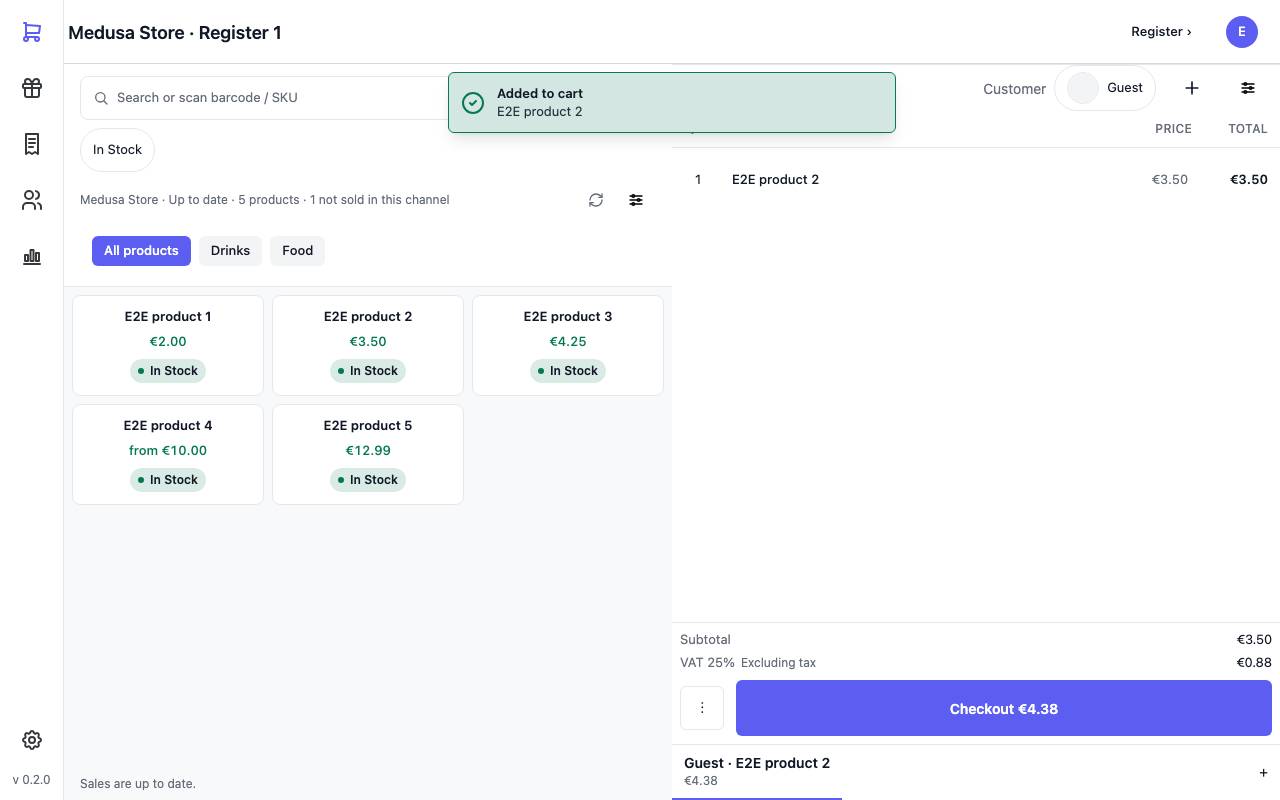 Medusa Store · Register 1
Register ›
E
Search or scan barcode / SKU
Added to cart
E2E product 2
Customer
Guest
In Stock
PRICE
TOTAL
1 E2E product 2 €3.50 €3.50
Medusa Store · Up to date · 5 products · 1 not sold in this channel
All products
Drinks
Food
E2E product 1
€2.00
In Stock
E2E product 2
€3.50
In Stock
E2E product 3
€4.25
In Stock
E2E product 4
from €10.00
In Stock
E2E product 5
€12.99
In Stock
Subtotal €3.50
VAT 25% Excluding tax €0.88
Checkout €4.38
Guest · E2E product 2
€4.38
+
v 0.2.0
Sales are up to date.